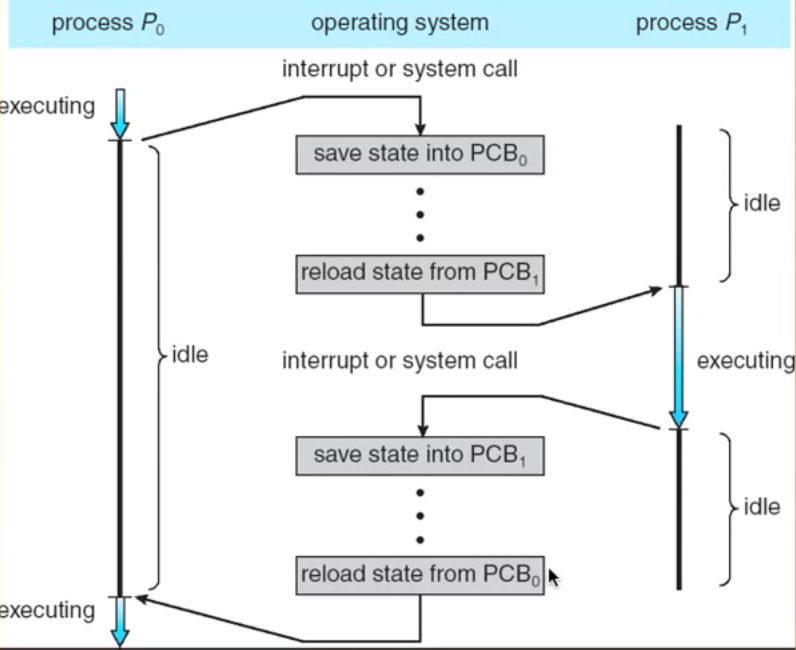 process P₀ operating system process P₁
interrupt or system call
executing
save state into PCB₀
idle
reload state from PCB₁
idle
interrupt or system call
executing
save state into PCB₁
idle
reload state from PCB₀
executing